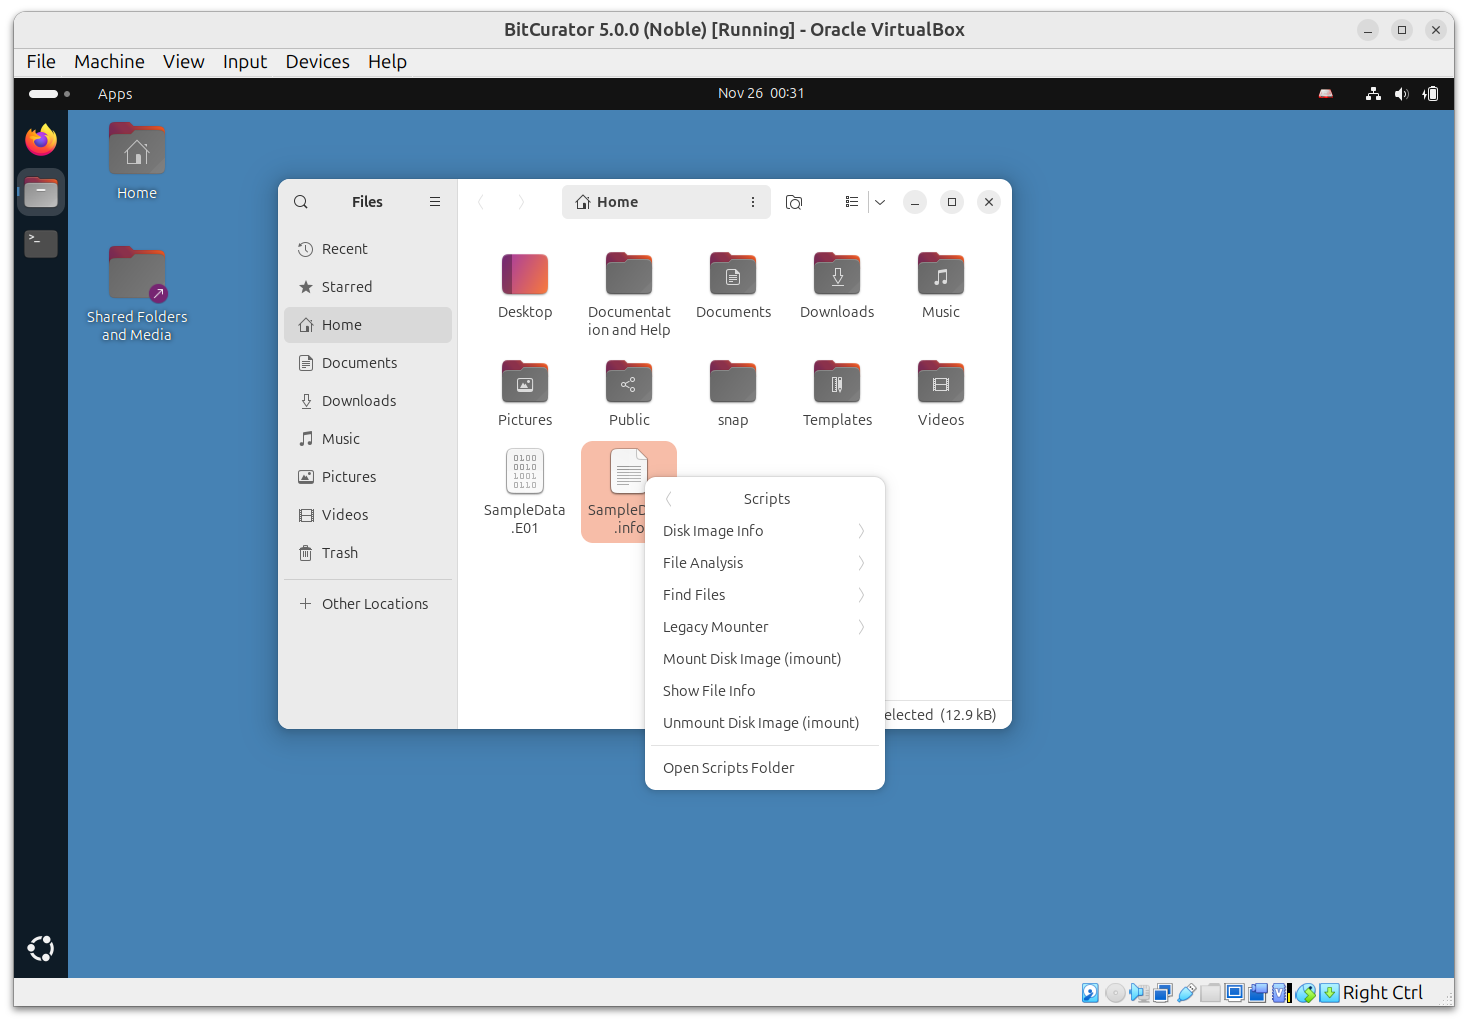 BitCurator 5.0.0 (Noble) [Running] - Oracle VirtualBox
File Machine View Input Devices Help
Apps
Nov 26 00:31
Home
Shared Folders
and Media
Files
Recent
Starred
Home
Documents
Downloads
Music
Pictures
Videos
Trash
Other Locations
Home
Desktop
Documentat
ion and Help
Documents
Downloads
Music
Pictures
Public
snap
Templates
Videos
0100
0010
1001
0110
SampleData
.E01
SampleD
.info
Scripts
Disk Image Info
File Analysis
Find Files
Legacy Mounter
Mount Disk Image (imount)
Show File Info
Unmount Disk Image (imount)
Open Scripts Folder
elected (12.9 kB)
Right Ctrl